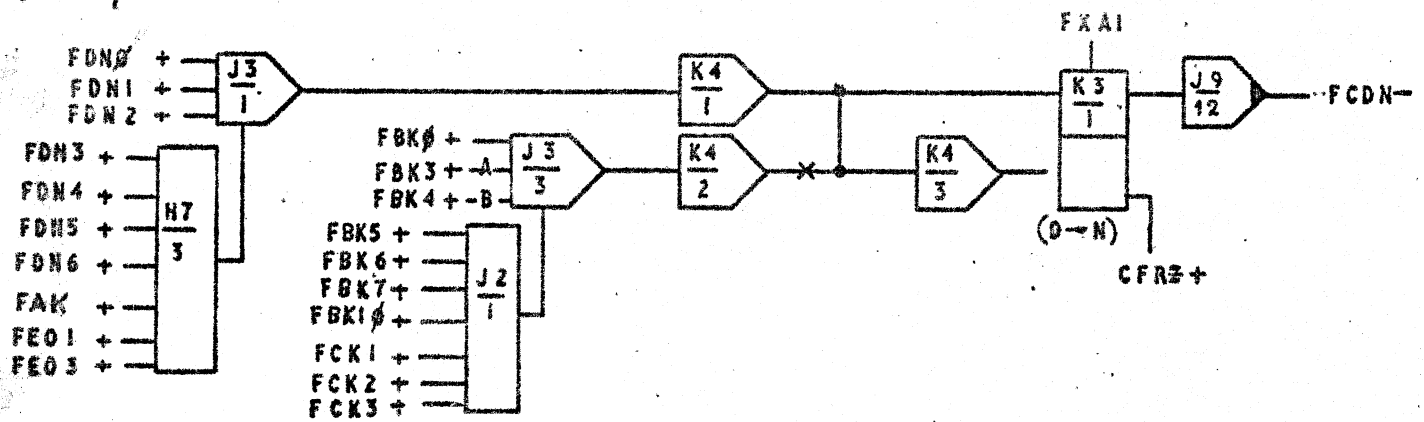 FXA1
FDNØ +
FDN1 +
FDN2 +
J3
1
K4
1
K3
1
J9
12
FCDN-
FDN3 +
FDN4 +
FDN5 +
FDN6 +
FAK +
FEO1 +
FEO3 +
H7
3
FBKØ +
FBK3 + A
FBK4 + B
J3
3
K4
2
K4
3
(D→N)
CFRZ +
FBK5 +
FBK6 +
FBK7 +
FBK1Ø +
FCK1 +
FCK2 +
FCK3 +
J2
1